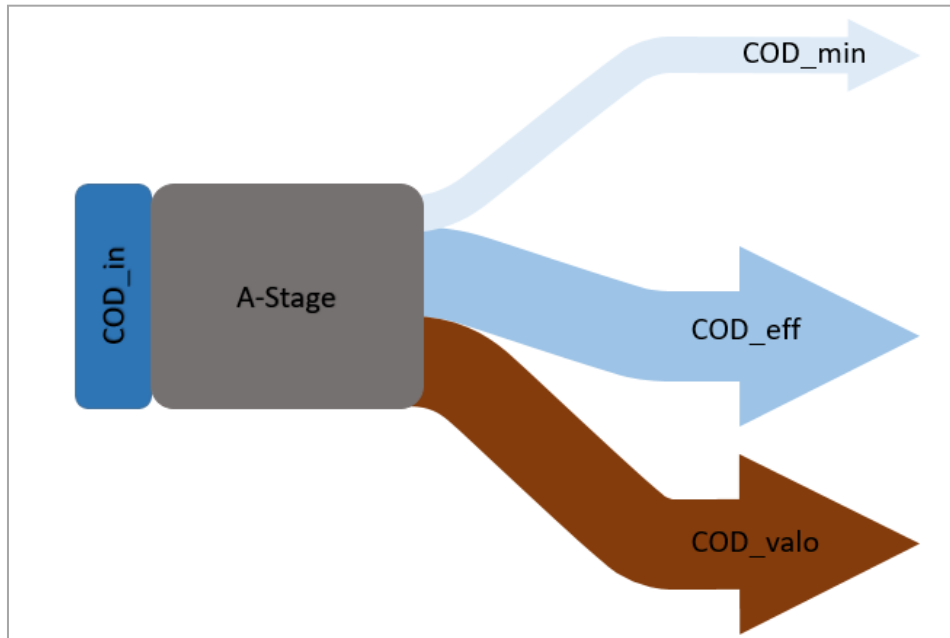 COD_min
COD_in
A-Stage
COD_eff
COD_valo